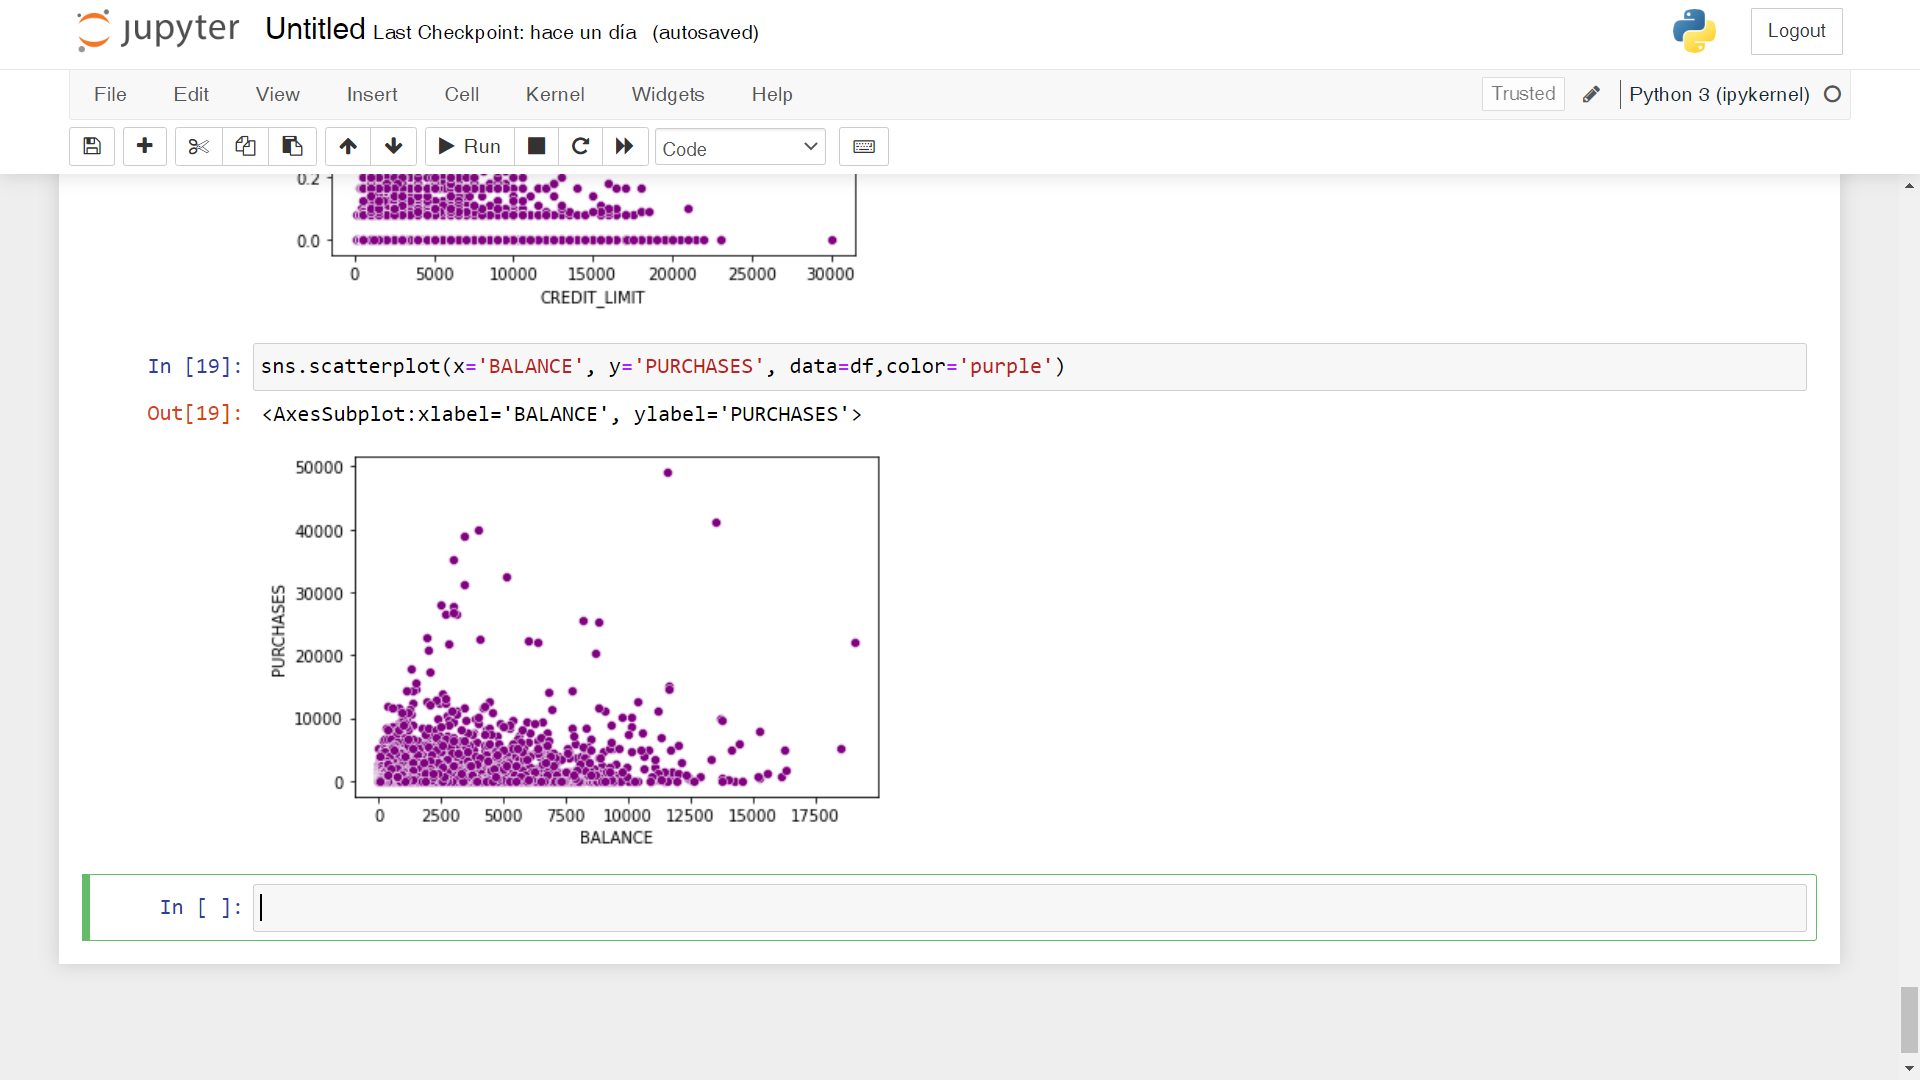 jupyter Untitled Last Checkpoint: hace un día (autosaved) Logout
File Edit View Insert Cell Kernel Widgets Help Trusted Python 3 (ipykernel)
Run Code
0.2
0.0
0 5000 10000 15000 20000 25000 30000
CREDIT_LIMIT
In [19]: sns.scatterplot(x='BALANCE', y='PURCHASES', data=df,color='purple')
Out[19]: <AxesSubplot:xlabel='BALANCE', ylabel='PURCHASES'>
50000
40000
30000
20000
10000
0
PURCHASES
0 2500 5000 7500 10000 12500 15000 17500
BALANCE
In [ ]: